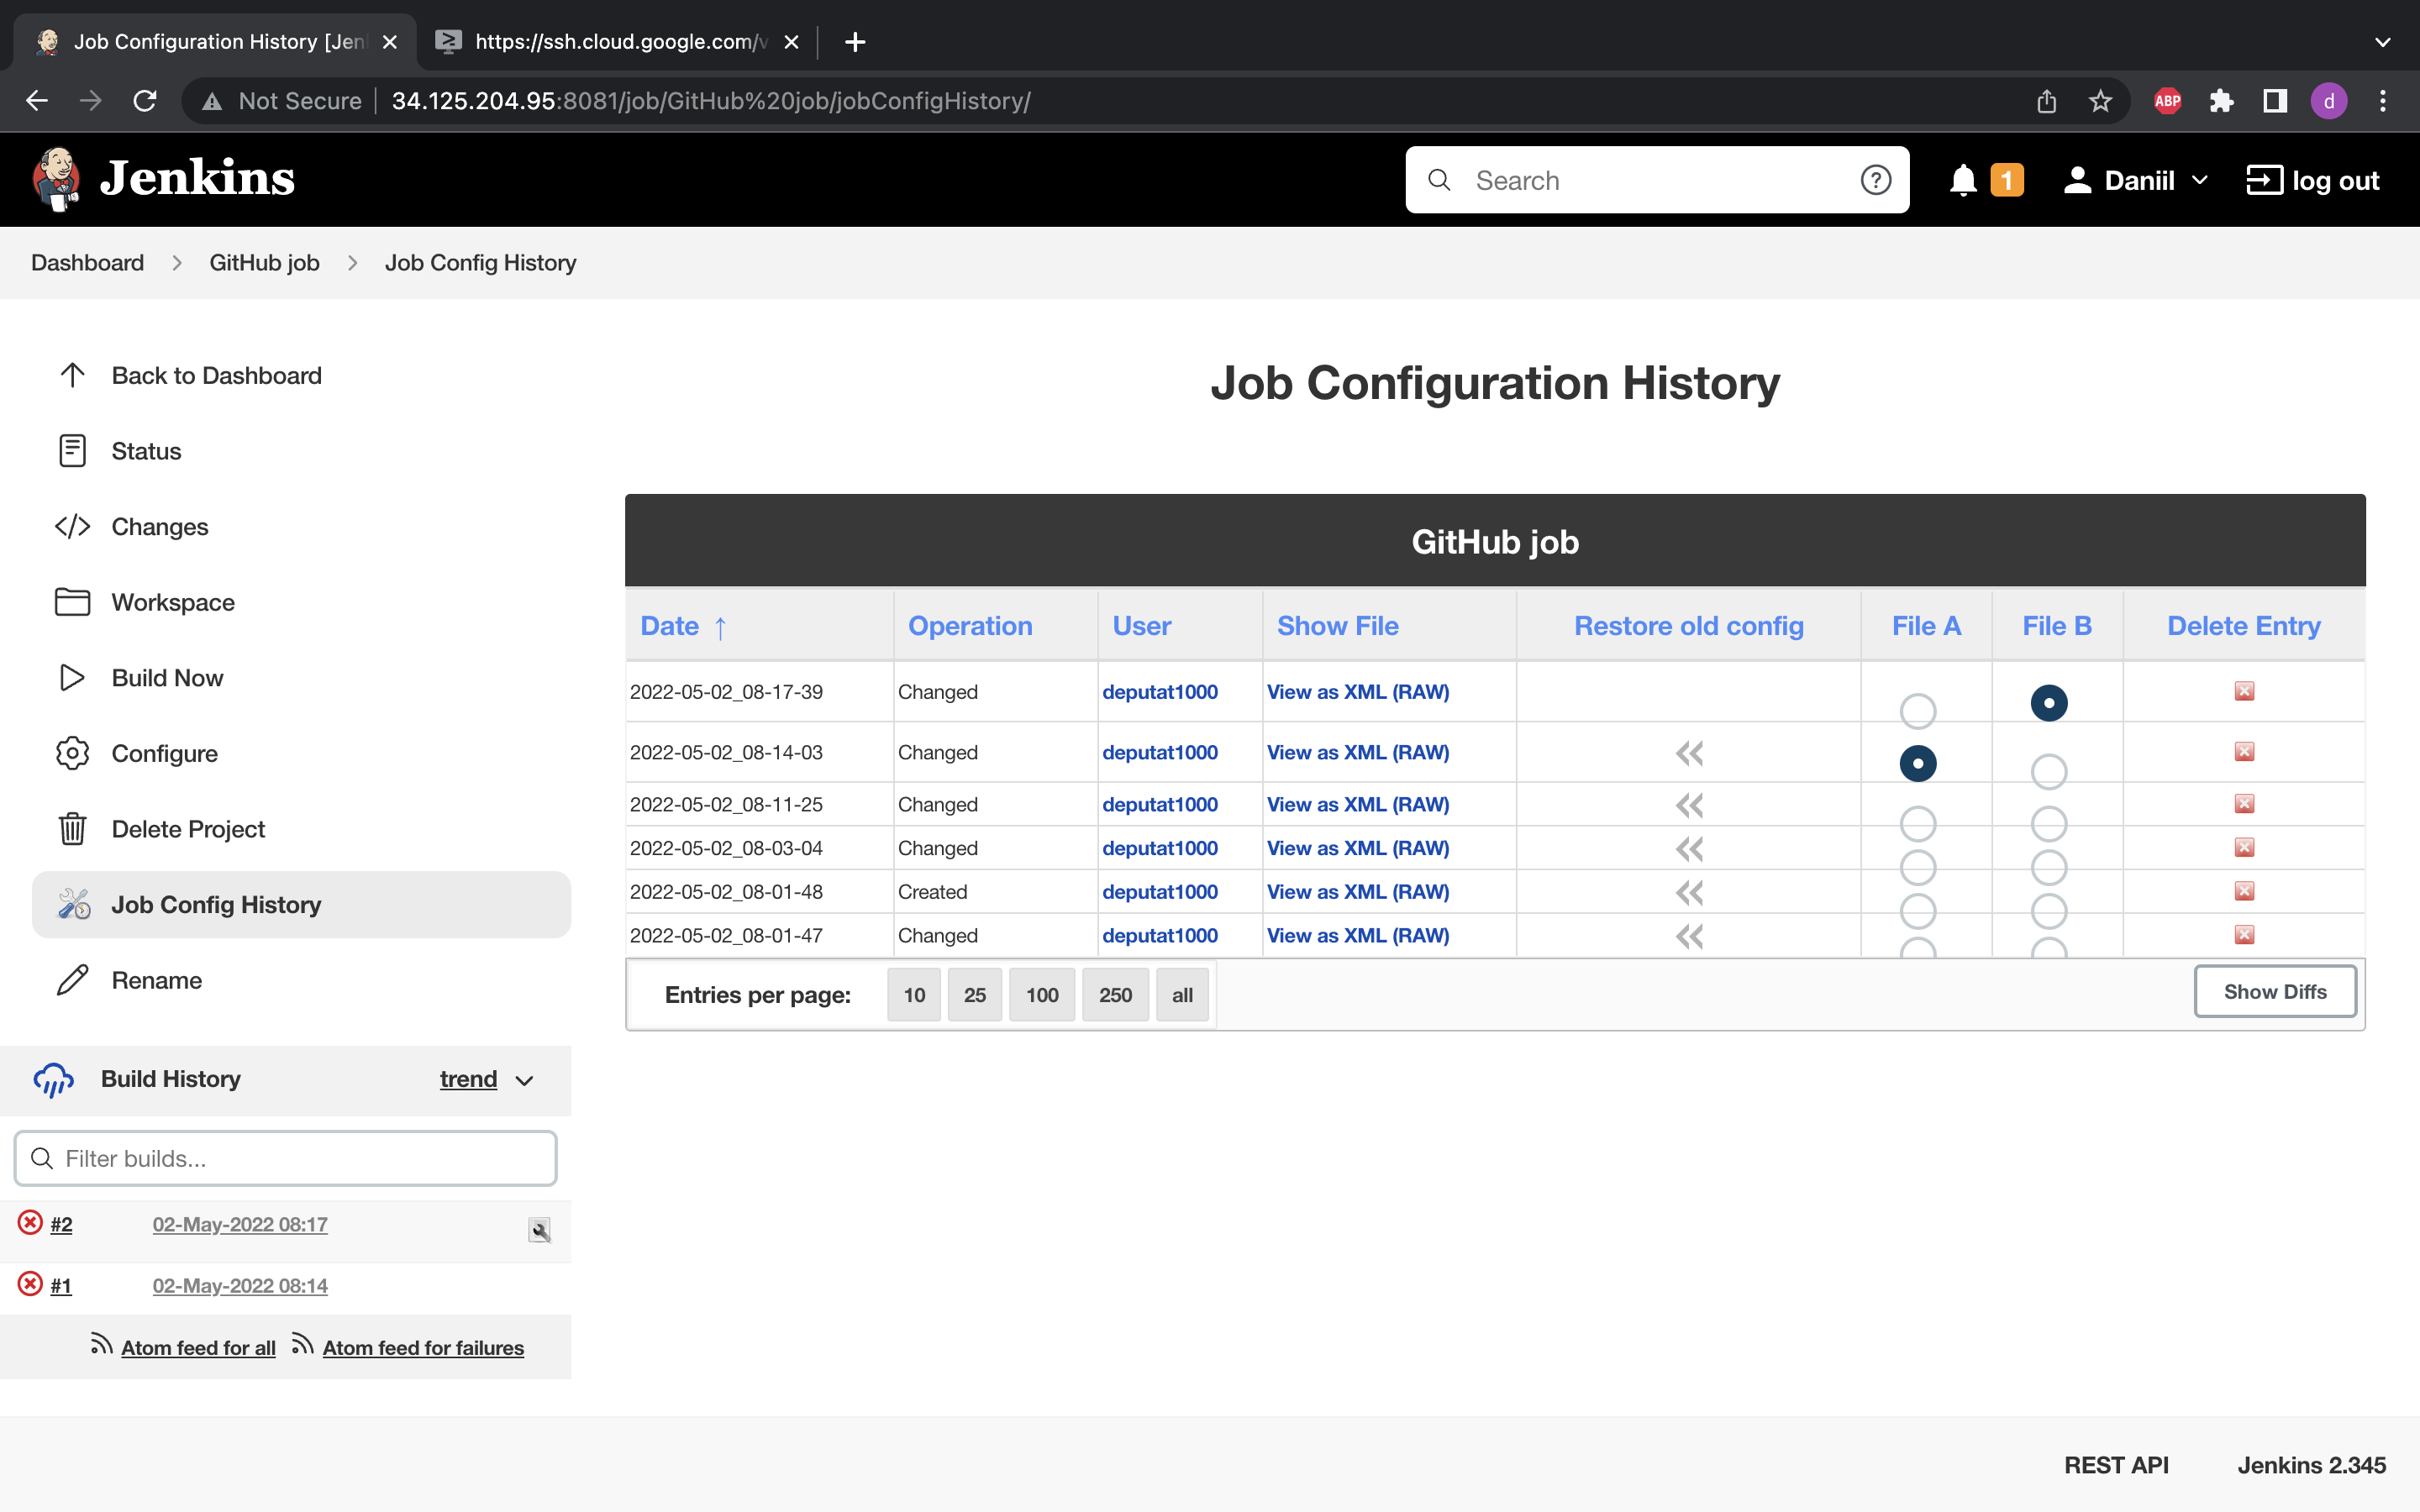 Job Configuration History [Jen
https://ssh.cloud.google.com/v
Not Secure 34.125.204.95:8081/job/GitHub%20job/jobConfigHistory/
ABP
d
Jenkins
Search
?
1
Daniil
log out
Dashboard > GitHub job > Job Config History
Back to Dashboard
Status
Changes
Workspace
Build Now
Configure
Delete Project
Job Config History
Rename
Build History trend
Filter builds...
#2 02-May-2022 08:17
#1 02-May-2022 08:14
Atom feed for all Atom feed for failures
Job Configuration History
GitHub job
Date ↑ Operation User Show File Restore old config File A File B Delete Entry
2022-05-02_08-17-39 Changed deputat1000 View as XML (RAW)
2022-05-02_08-14-03 Changed deputat1000 View as XML (RAW)
2022-05-02_08-11-25 Changed deputat1000 View as XML (RAW)
2022-05-02_08-03-04 Changed deputat1000 View as XML (RAW)
2022-05-02_08-01-48 Created deputat1000 View as XML (RAW)
2022-05-02_08-01-47 Changed deputat1000 View as XML (RAW)
Entries per page: 10 25 100 250 all Show Diffs
REST API Jenkins 2.345